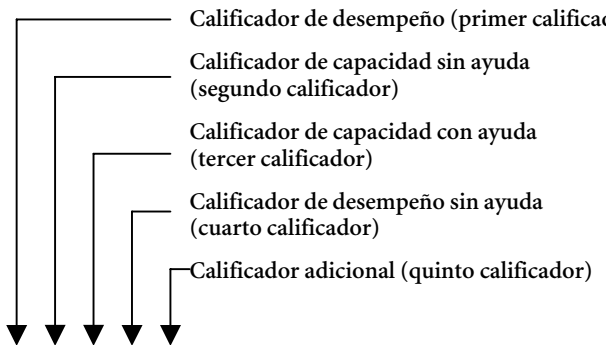 Calificador de desempeño (primer
Calificador de capacidad sin ayuda
(segundo calificador)
Calificador de capacidad con ayuda
(tercer calificador)
Calificador de desempeño sin ayuda
(cuarto calificador)
Calificador adicional (quinto calificador)